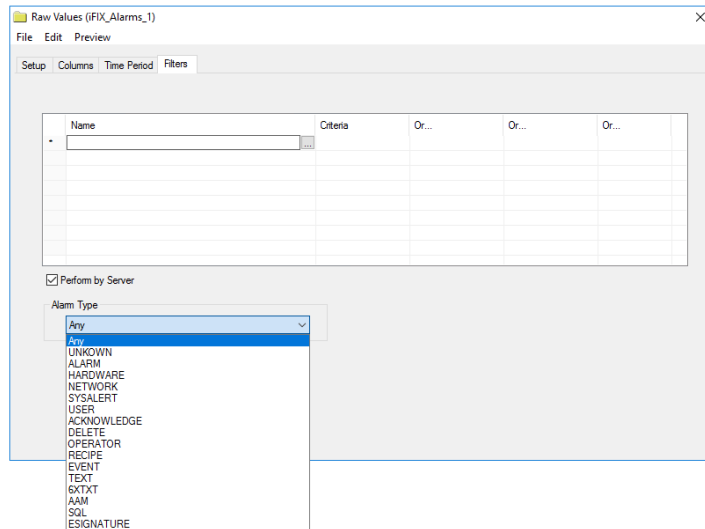 Raw Values (iFIX_Alarms_1)
File Edit Preview
Setup Columns Time Period Filters
Name Criteria Or... Or... Or...
...
Perform by Server
Alarm Type
Any
Any
UNKOWN
ALARM
HARDWARE
NETWORK
SYSALERT
USER
ACKNOWLEDGE
DELETE
OPERATOR
RECIPE
EVENT
TEXT
6XTXT
AAM
SQL
ESIGNATURE